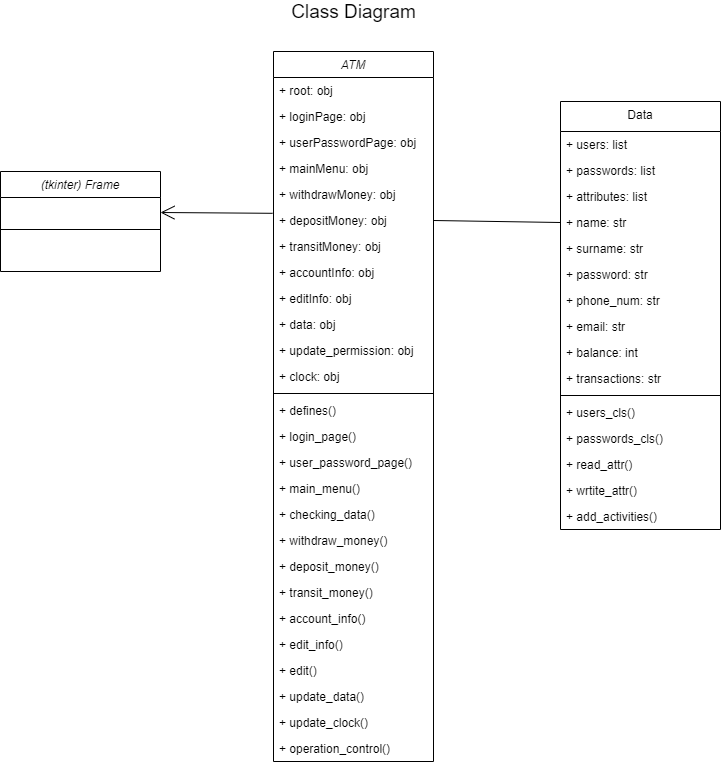 Class Diagram
(tkinter) Frame
ATM
+ root: obj
+ loginPage: obj
+ userPasswordPage: obj
+ mainMenu: obj
+ withdrawMoney: obj
+ depositMoney: obj
+ transitMoney: obj
+ accountInfo: obj
+ editInfo: obj
+ data: obj
+ update_permission: obj
+ clock: obj
+ defines()
+ login_page()
+ user_password_page()
+ main_menu()
+ checking_data()
+ withdraw_money()
+ deposit_money()
+ transit_money()
+ account_info()
+ edit_info()
+ edit()
+ update_data()
+ update_clock()
+ operation_control()
Data
+ users: list
+ passwords: list
+ attributes: list
+ name: str
+ surname: str
+ password: str
+ phone_num: str
+ email: str
+ balance: int
+ transactions: str
+ users_cls()
+ passwords_cls()
+ read_attr()
+ wrtite_attr()
+ add_activities()